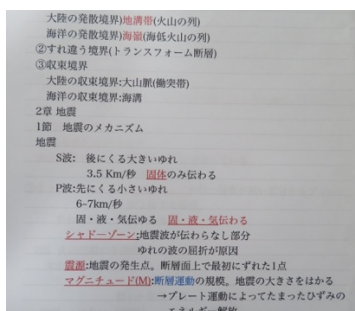 大陸の発散境界)地溝帯(火山の列)
海洋の発散境界)海嶺(海低火山の列)
②すれ違う境界(トランスフォーム断層)
③収束境界
大陸の収束境界:大山脈(衝突帯)
海洋の収束境界:海溝
2章 地震
1節 地震のメカニズム
地震
S波: 後にくる大きいゆれ
3.5 Km/秒 固体のみ伝わる
P波:先にくる小さいゆれ
6-7km/秒
固・液・気伝ゆる 固・液・気伝わる
シャドーゾーン:地震波が伝わらなし部分
ゆれの波の屈折が原因
震源:地震の発生点。断層面上で最初にずれた1点
マグニチュード(M):断層運動の規模。地震の大きさをはかる
→プレート運動によってたまったひずみの
エネルギー解放